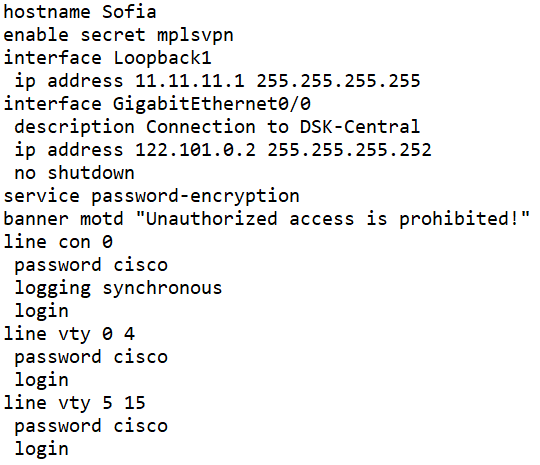 hostname Sofia
enable secret mplsvpn
interface Loopback1
 ip address 11.11.11.1 255.255.255.255
interface GigabitEthernet0/0
 description Connection to DSK-Central
 ip address 122.101.0.2 255.255.255.252
 no shutdown
service password-encryption
banner motd "Unauthorized access is prohibited!"
line con 0
 password cisco
 logging synchronous
 login
line vty 0 4
 password cisco
 login
line vty 5 15
 password cisco
 login